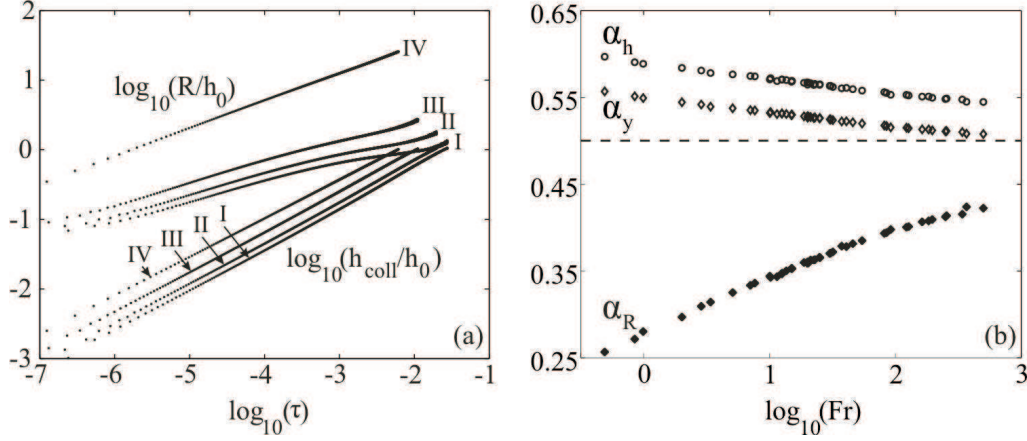 2
1
0
-1
-2
-3
-7
-6
-5
-4
-3
-2
-1
log10(τ)
log10(R/h0)
IV
III
II
I
IV
III
II
I
log10(hcoll/h0)
(a)
0.65
0.55
0.45
0.35
0.25
0
1
2
3
log10(Fr)
αh
αy
αR
(b)